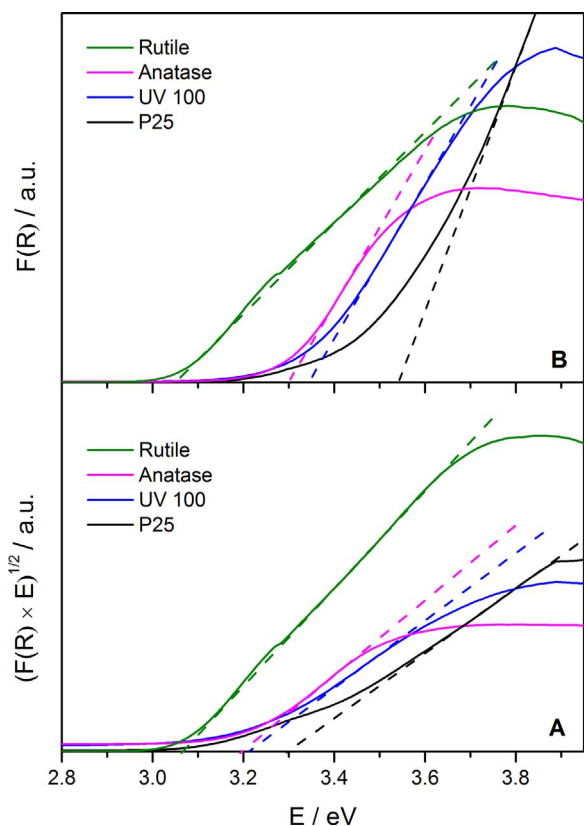 F(R) / a.u.
Rutile
Anatase
UV 100
P25
B
(F(R) × E)1/2 / a.u.
Rutile
Anatase
UV 100
P25
A
2.8 3.0 3.2 3.4 3.6 3.8
E / eV